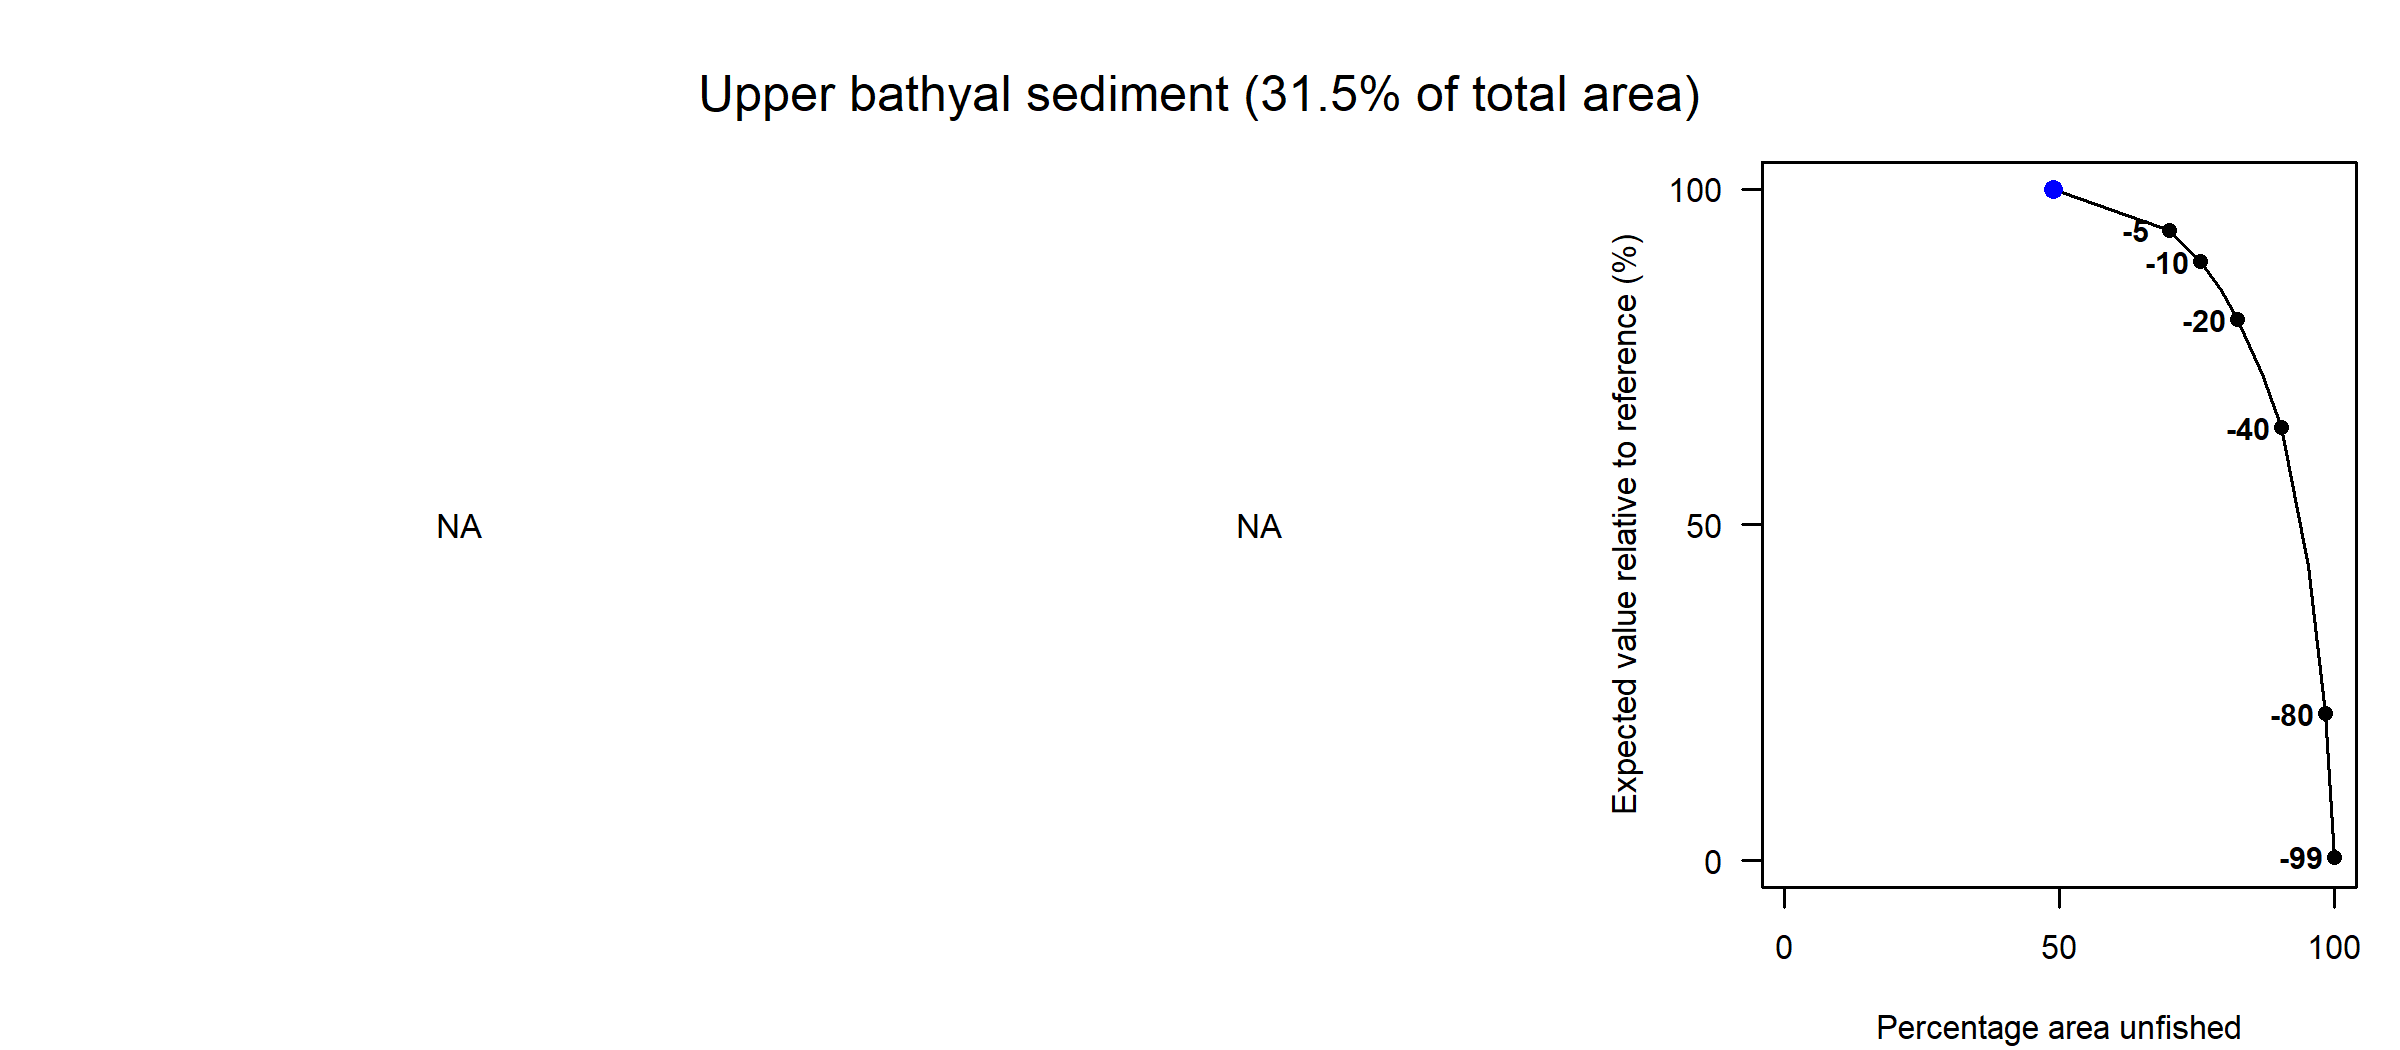 Upper bathyal sediment (31.5% of total area)
NA
NA
Expected value relative to reference (%)
100
50
0
-5
-10
-20
-40
-80
-99
0 50 100
Percentage area unfished